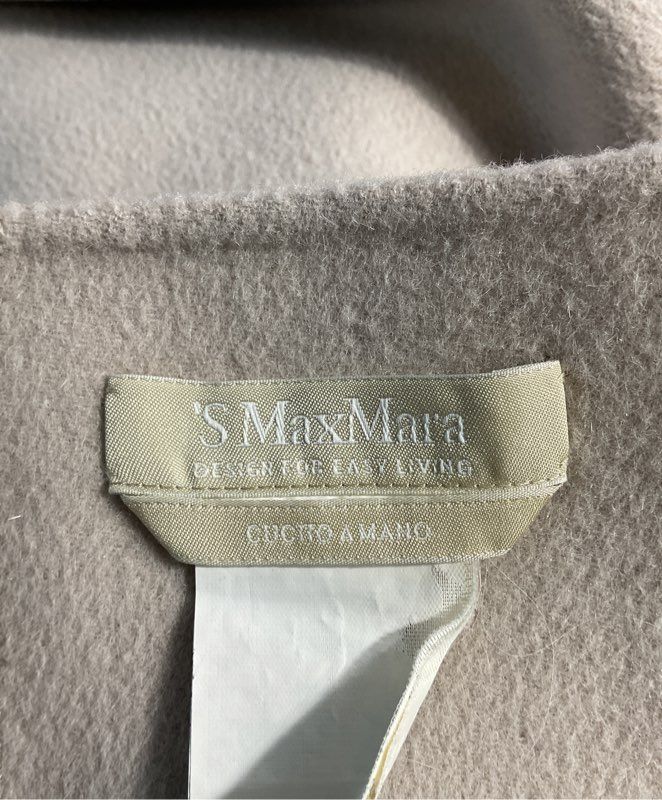 'S MaxMara
DESIGN FOR EASY LIVING
CUCITO A MANO